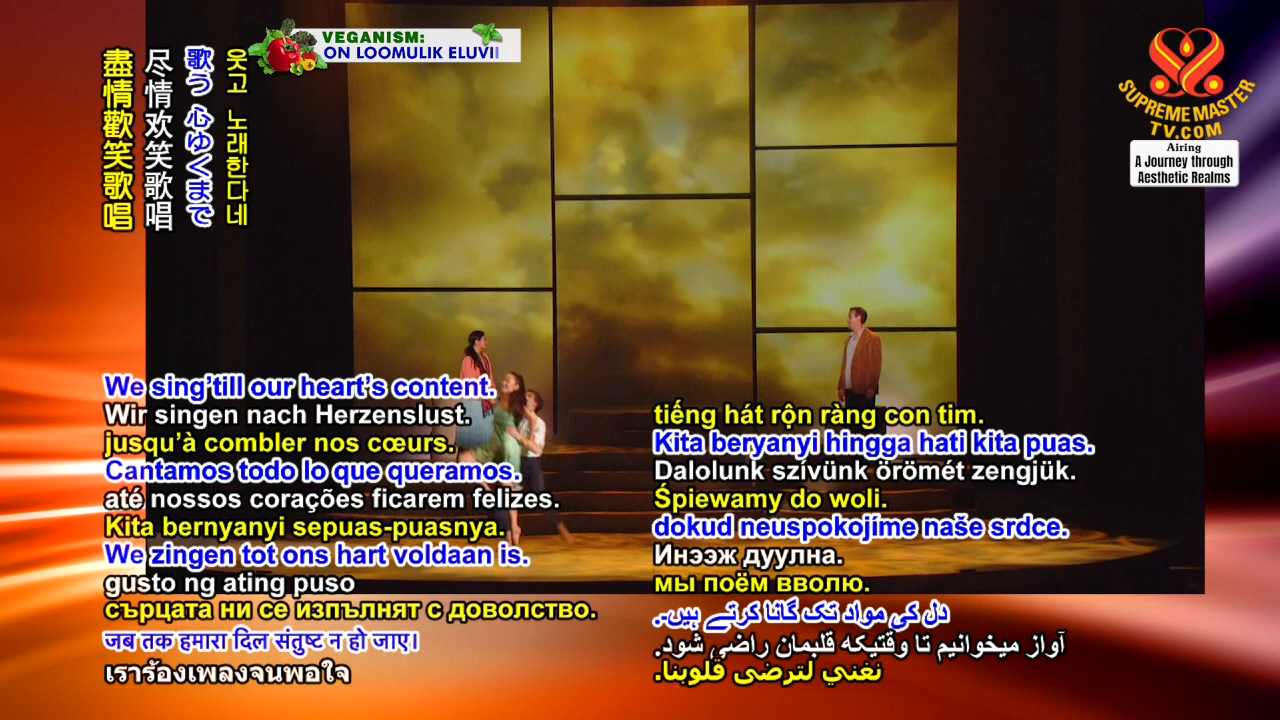 VEGANISM:
ON LOOMULIK ELUVII
SUPREME MASTER
TV.COM
Airing
A Journey through
Aesthetic Realms
盡情歡笑歌唱
尽情欢笑歌唱
歌う 心ゆくまで
웃고 노래한다네
We sing'till our heart's content.
Wir singen nach Herzenslust.
jusqu'à combler nos cœurs.
Cantamos todo lo que queramos.
até nossos corações ficarem felizes.
Kita bernyanyi sepuas-puasnya.
We zingen tot ons hart voldaan is.
gusto ng ating puso
сърцата ни се изпълнят с доволство.
जब तक हमारा दिल संतुष्ट न हो जाए।
เราร้องเพลงจนพอใจ
tiếng hát rộn ràng con tim.
Kita beryanyi hingga hati kita puas.
Dalolunk szívünk örömét zengjük.
Śpiewamy do woli.
dokud neuspokojíme naše srdce.
Инээж дуулна.
мы поём вволю.
دل کی مواد تک گانا کرتے ہیں۔.
آواز میخوانیم تا وقتیکه قلبمان راضی شود.
نغني لترضى قلوبنا.